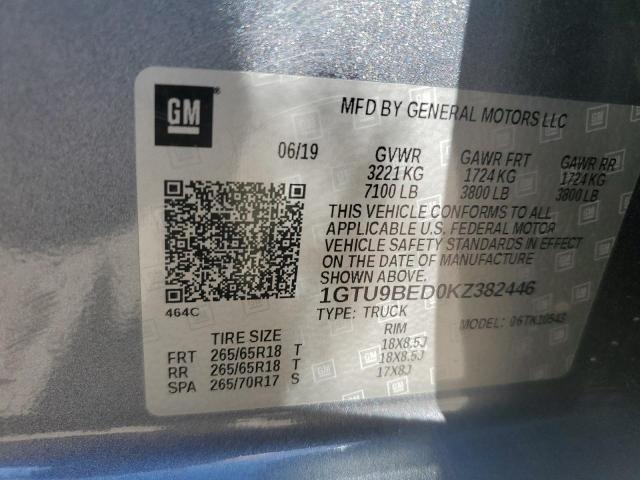 GM
MFD BY GENERAL MOTORS LLC
06/19 GVWR GAWR FRT GAWR RR
3221 KG 1724 KG 1724 KG
7100 LB 3800 LB 3800 LB
THIS VEHICLE CONFORMS TO ALL
APPLICABLE U.S. FEDERAL MOTOR
VEHICLE SAFETY STANDARDS IN EFFECT
ON THE DATE OF MANUFACTURE
SHOWN ABOVE.
1GTU9BED0KZ382446
464C TYPE: TRUCK MODEL: 06TK10543
TIRE SIZE RIM
FRT 265/65R18 T 18X8.5J
RR 265/65R18 T 18X8.5J
SPA 265/70R17 S 17X8J